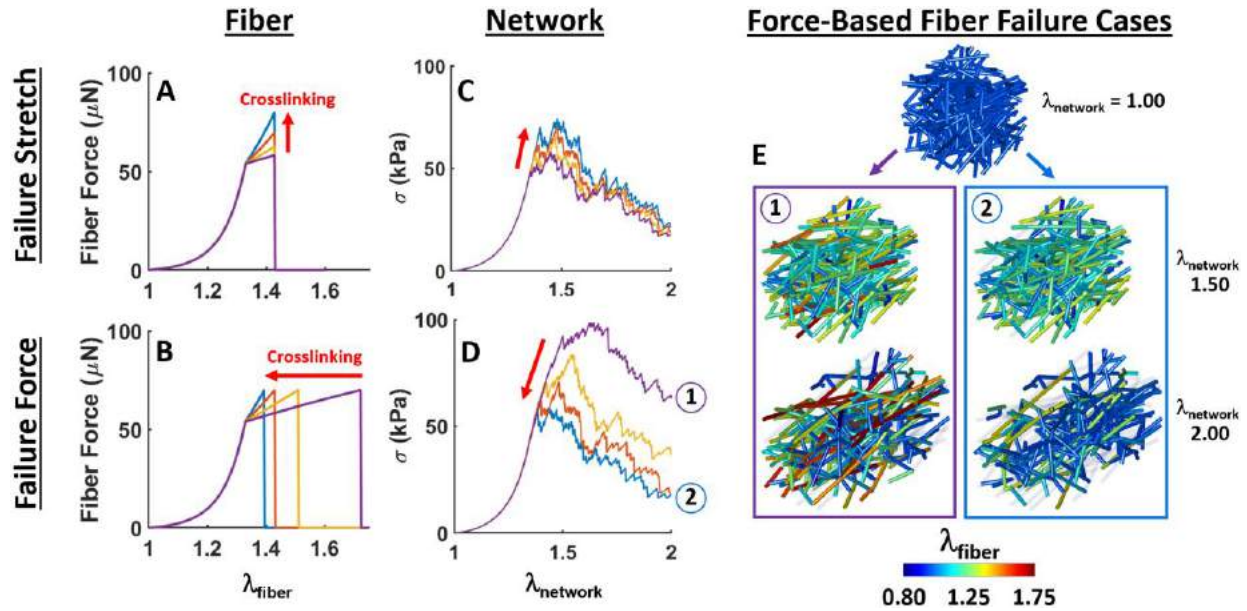 Fiber
Network
Force-Based Fiber Failure Cases
Failure Stretch
Fiber Force (μN)
100
50
0
A
Crosslinking
1 1.2 1.4 1.6
σ (kPa)
100
50
0
C
1 1.5 2
λnetwork = 1.00
E
1
2
λnetwork
1.50
λnetwork
2.00
Failure Force
Fiber Force (μN)
100
50
0
B
Crosslinking
1 1.2 1.4 1.6
λfiber
σ (kPa)
100
50
0
D
1
2
1 1.5 2
λnetwork
λfiber
0.80 1.25 1.75